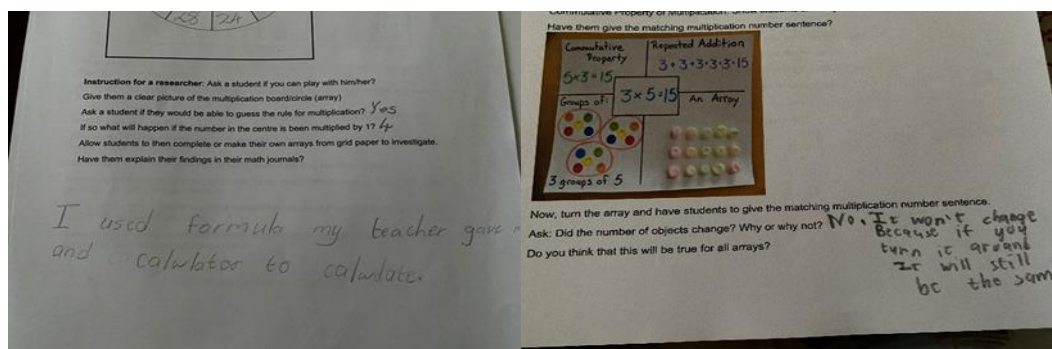 28 24
Instruction for a researcher: Ask a student if you can play with him/her?
Give them a clear picture of the multiplication board/circle (array)
Ask a student if they would be able to guess the rule for multiplication? Yes
If so what will happen if the number in the centre is been multiplied by 1? 4
Allow students to then complete or make their own arrays from grid paper to investigate.
Have them explain their findings in their math journals?
I used formula my teacher gave
and calwlator to calwdate.
Commutative Property of
Have them give the matching multiplication number sentence?
Commutative
Property
5×3=15
Repeated Addition
3+3+3+3+3=15
3×5=15
Groups of:
An Array
3 groups of 5
Now, turn the array and have students to give the matching multiplication number sentence.
Ask: Did the number of objects change? Why or why not? No. It won't change
Because if you
turn it around
It will still
be the sam
Do you think that this will be true for all arrays?